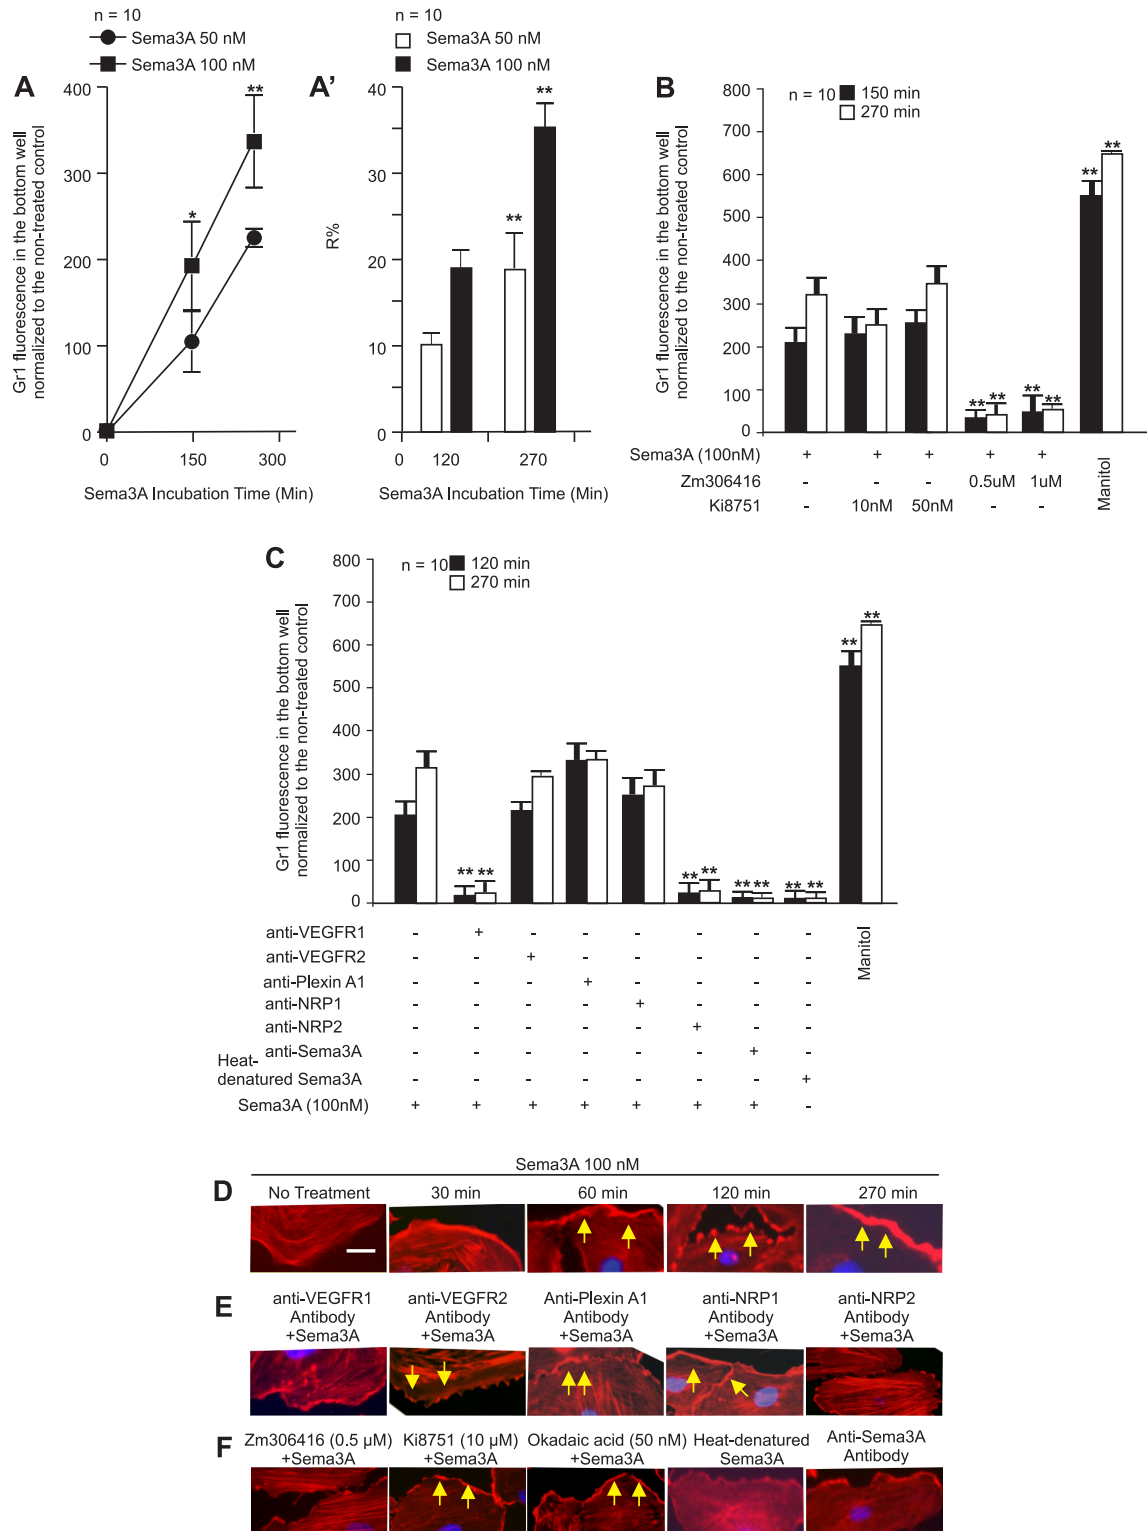 n = 10
Sema3A 50 nM
Sema3A 100 nM
A
**
*
400
300
200
100
0
Gr1 fluorescence in the bottom well
normalized to the non-treated control
0 150 300
Sema3A Incubation Time (Min)
n = 10
Sema3A 50 nM
Sema3A 100 nM
A'
40
30
20
10
0
R%
**
**
0 120 270
Sema3A Incubation Time (Min)
B
n = 10
150 min
270 min
800
700
600
500
400
300
200
100
0
Gr1 fluorescence in the bottom well
normalized to the non-treated control
** ** ** ** ** **
Sema3A (100nM) + + + + +
Zm306416 - - - 0.5uM 1uM
Ki8751 - 10nM 50nM - -
Manitol
C
n = 10
120 min
270 min
800
700
600
500
400
300
200
100
0
Gr1 fluorescence in the bottom well
normalized to the non-treated control
** ** ** ** ** ** ** ** ** **
anti-VEGFR1 - + - - - - - -
anti-VEGFR2 - - + - - - - -
anti-Plexin A1 - - - + - - - -
anti-NRP1 - - - - + - - -
anti-NRP2 - - - - - + - -
anti-Sema3A - - - - - - + -
Heat-
denatured Sema3A - - - - - - - +
Sema3A (100nM) + + + + + + + -
Manitol
Sema3A 100 nM
D
No Treatment 30 min 60 min 120 min 270 min
E
anti-VEGFR1 anti-VEGFR2 Anti-Plexin A1 anti-NRP1 anti-NRP2
Antibody Antibody Antibody Antibody Antibody
+Sema3A +Sema3A +Sema3A +Sema3A +Sema3A
F
Zm306416 (0.5 µM) Ki8751 (10 µM) Okadaic acid (50 nM) Heat-denatured Anti-Sema3A
+Sema3A +Sema3A +Sema3A Sema3A Antibody